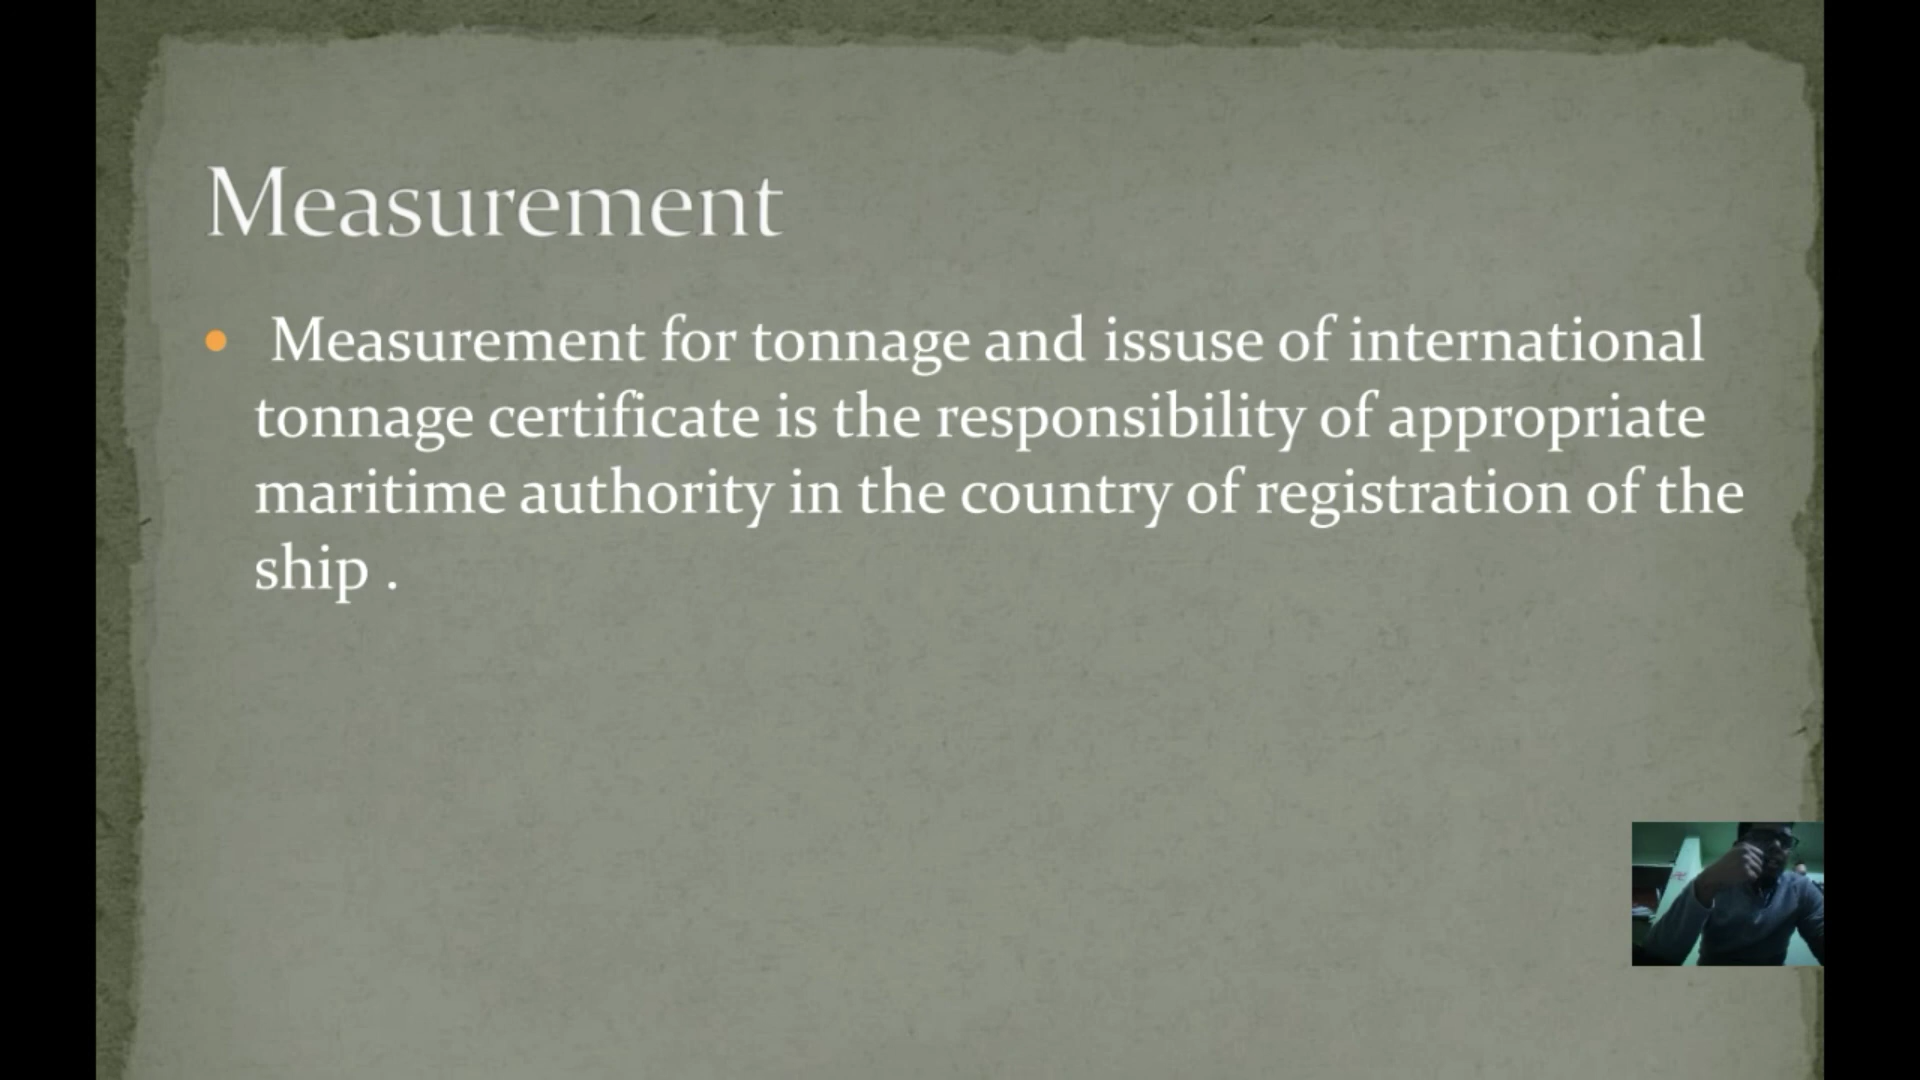 Measurement
• Measurement for tonnage and issuse of international
tonnage certificate is the responsibility of appropriate
maritime authority in the country of registration of the
ship .